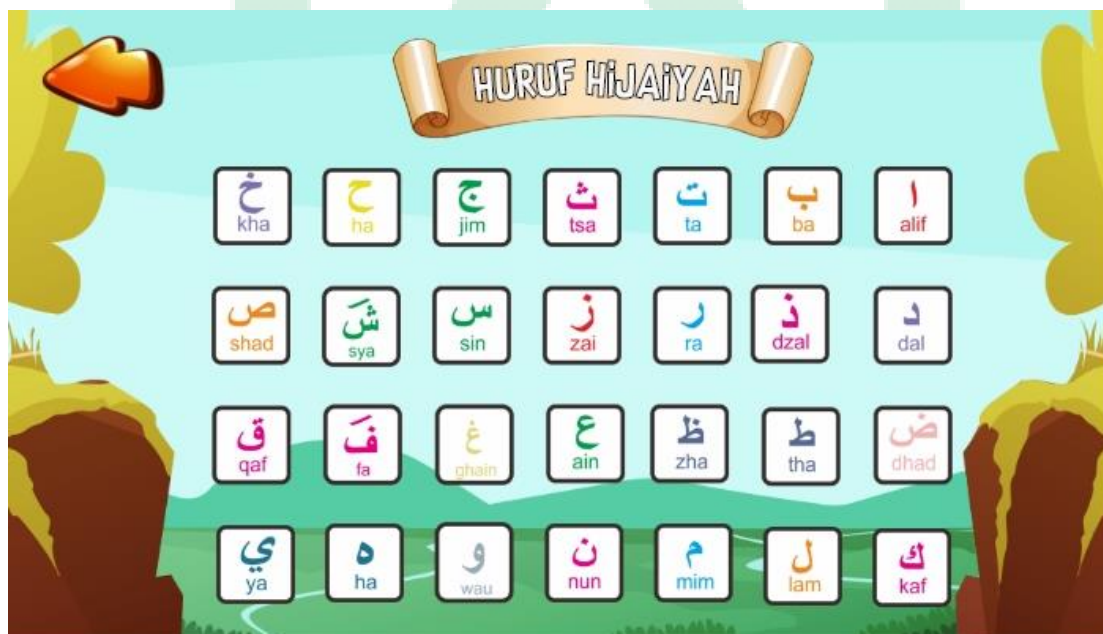 HURUF HiJAiYAH
ا ب ت ث ج ح خ
alif ba ta tsa jim ha kha
د ذ ر ز س شَ ص
dal dzal ra zai sin sya shad
ض ط ظ ع غ فَ ق
dhad tha zha ain ghain fa qaf
ك ل م ن و ه ي
kaf lam mim nun wau ha ya